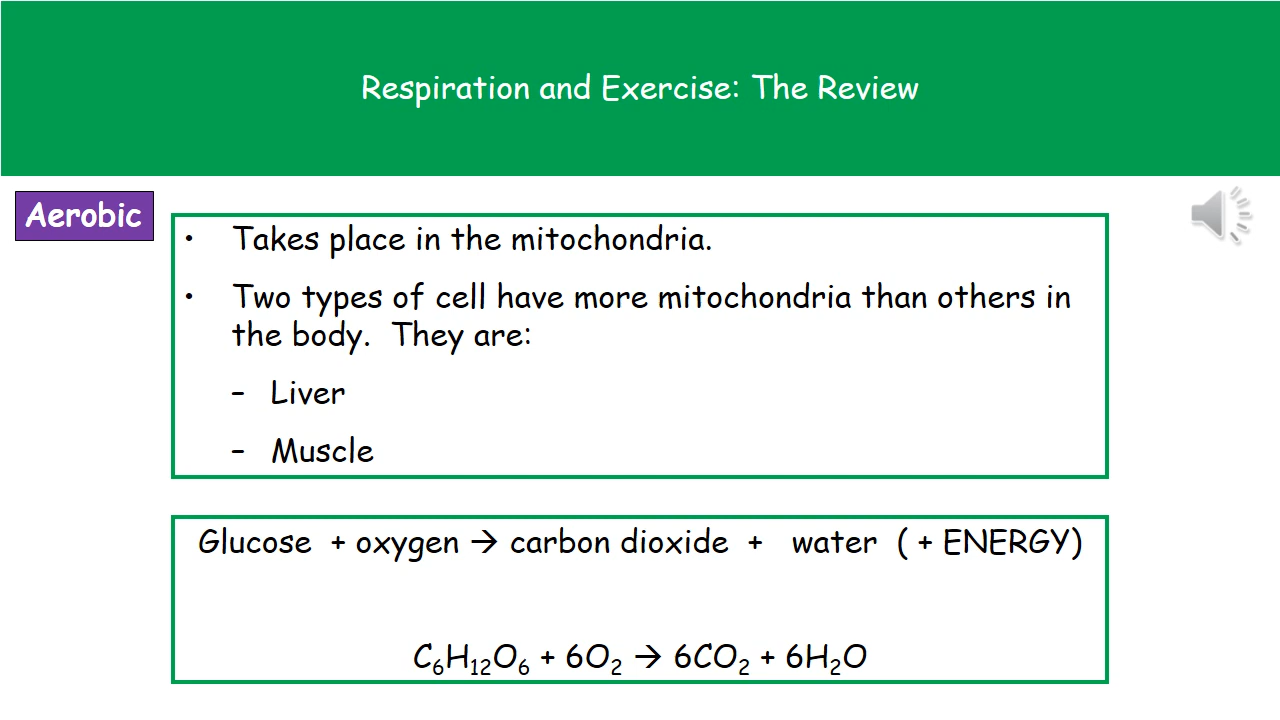 Respiration and Exercise: The Review
Aerobic
• Takes place in the mitochondria.
• Two types of cell have more mitochondria than others in
the body. They are:
– Liver
– Muscle
Glucose + oxygen → carbon dioxide + water ( + ENERGY)
C₆H₁₂O₆ + 6O₂ → 6CO₂ + 6H₂O